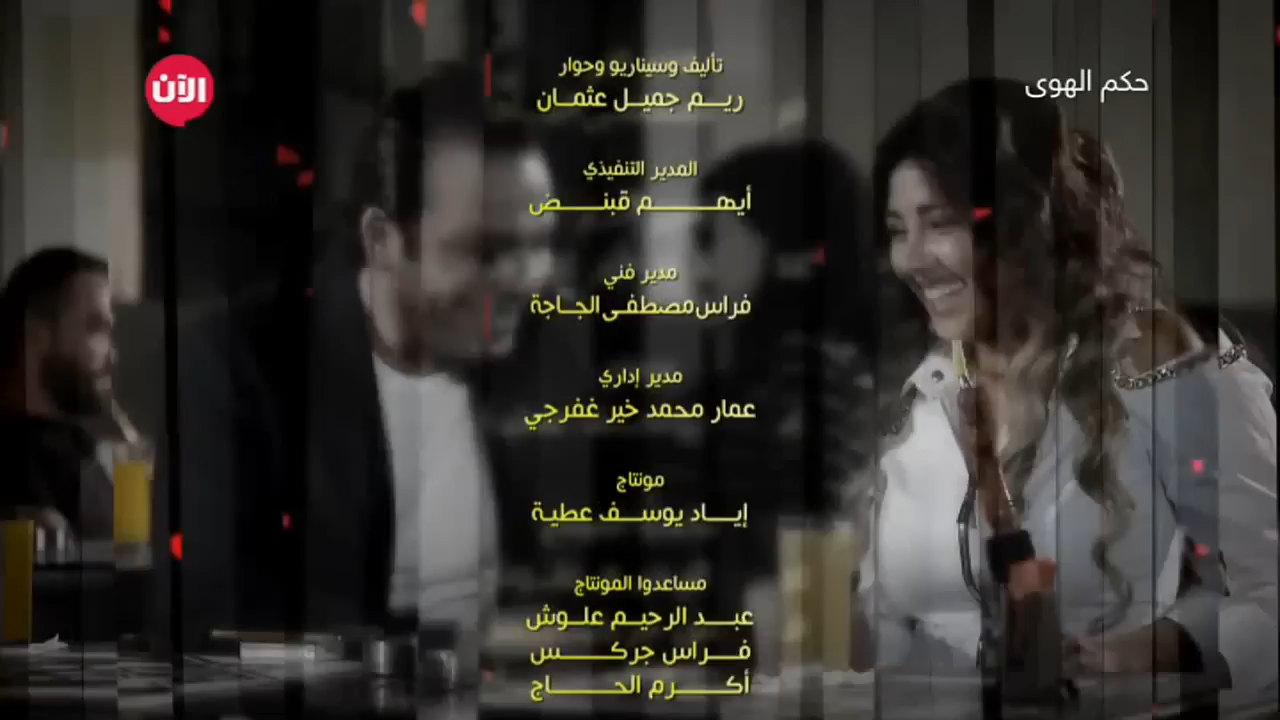 الآن
حكم الهوى
تأليف وسيناريو وحوار
ريم جميل عثمان
المدير التنفيذي
أيهم قبنض
مدير فني
فراس مصطفى الجاجة
مدير إداري
عمار محمد خير غفرجي
مونتاج
إياد يوسف عطية
مساعدوا المونتاج
عبد الرحيم علوش
فراس جركس
أكرم الحاج